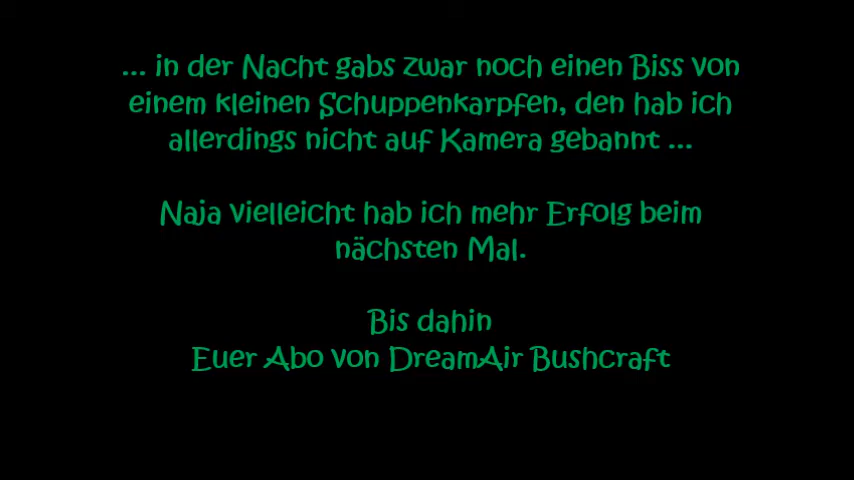 ... in der Nacht gabs zwar noch einen Biss von
einem kleinen Schuppenkarpfen, den hab ich
allerdings nicht auf Kamera gebannt ...
Naja vielleicht hab ich mehr Erfolg beim
nächsten Mal.
Bis dahin
Euer Abo von DreamAir Bushcraft